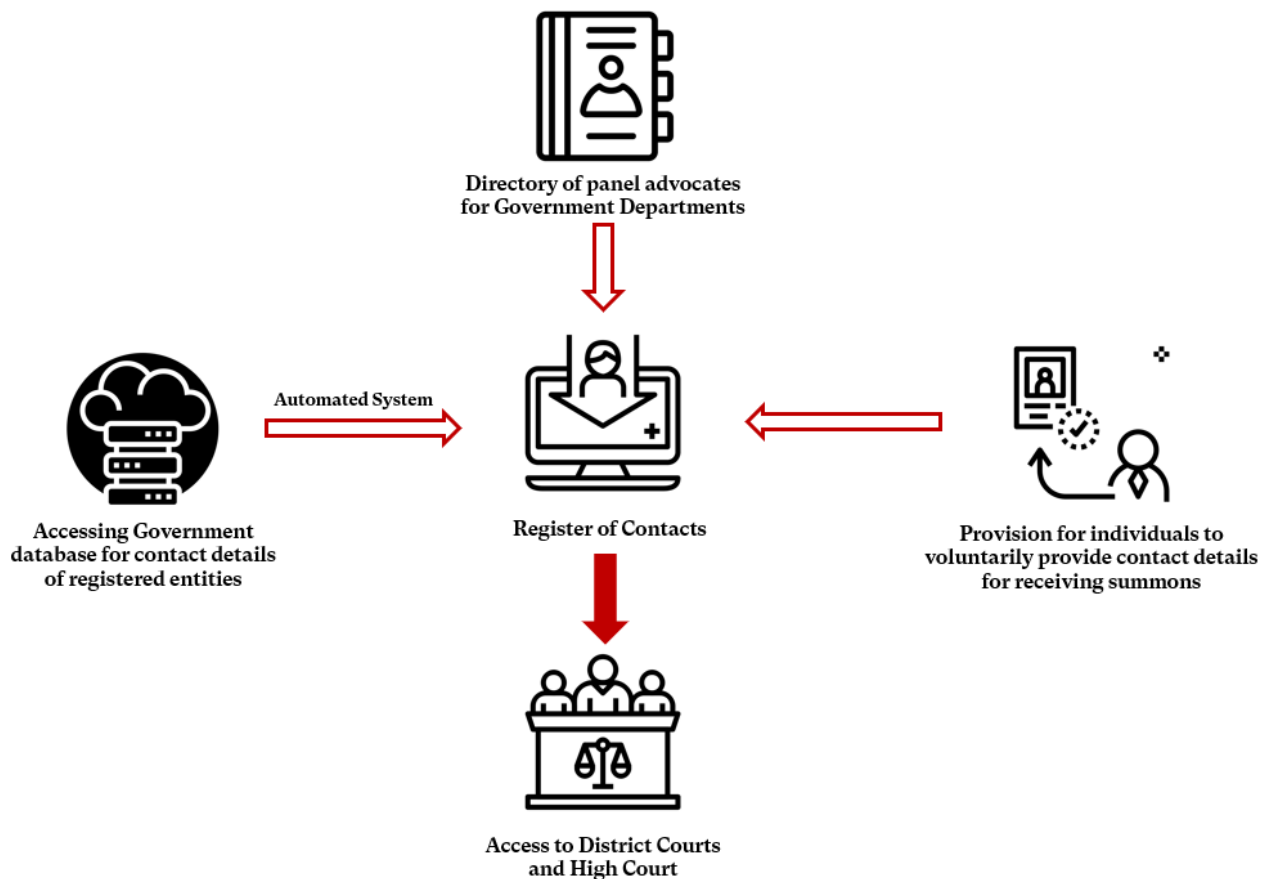 Directory of panel advocates
for Government Departments
Automated System
Accessing Government
database for contact details
of registered entities
Register of Contacts
Provision for individuals to
voluntarily provide contact details
for receiving summons
Access to District Courts
and High Court